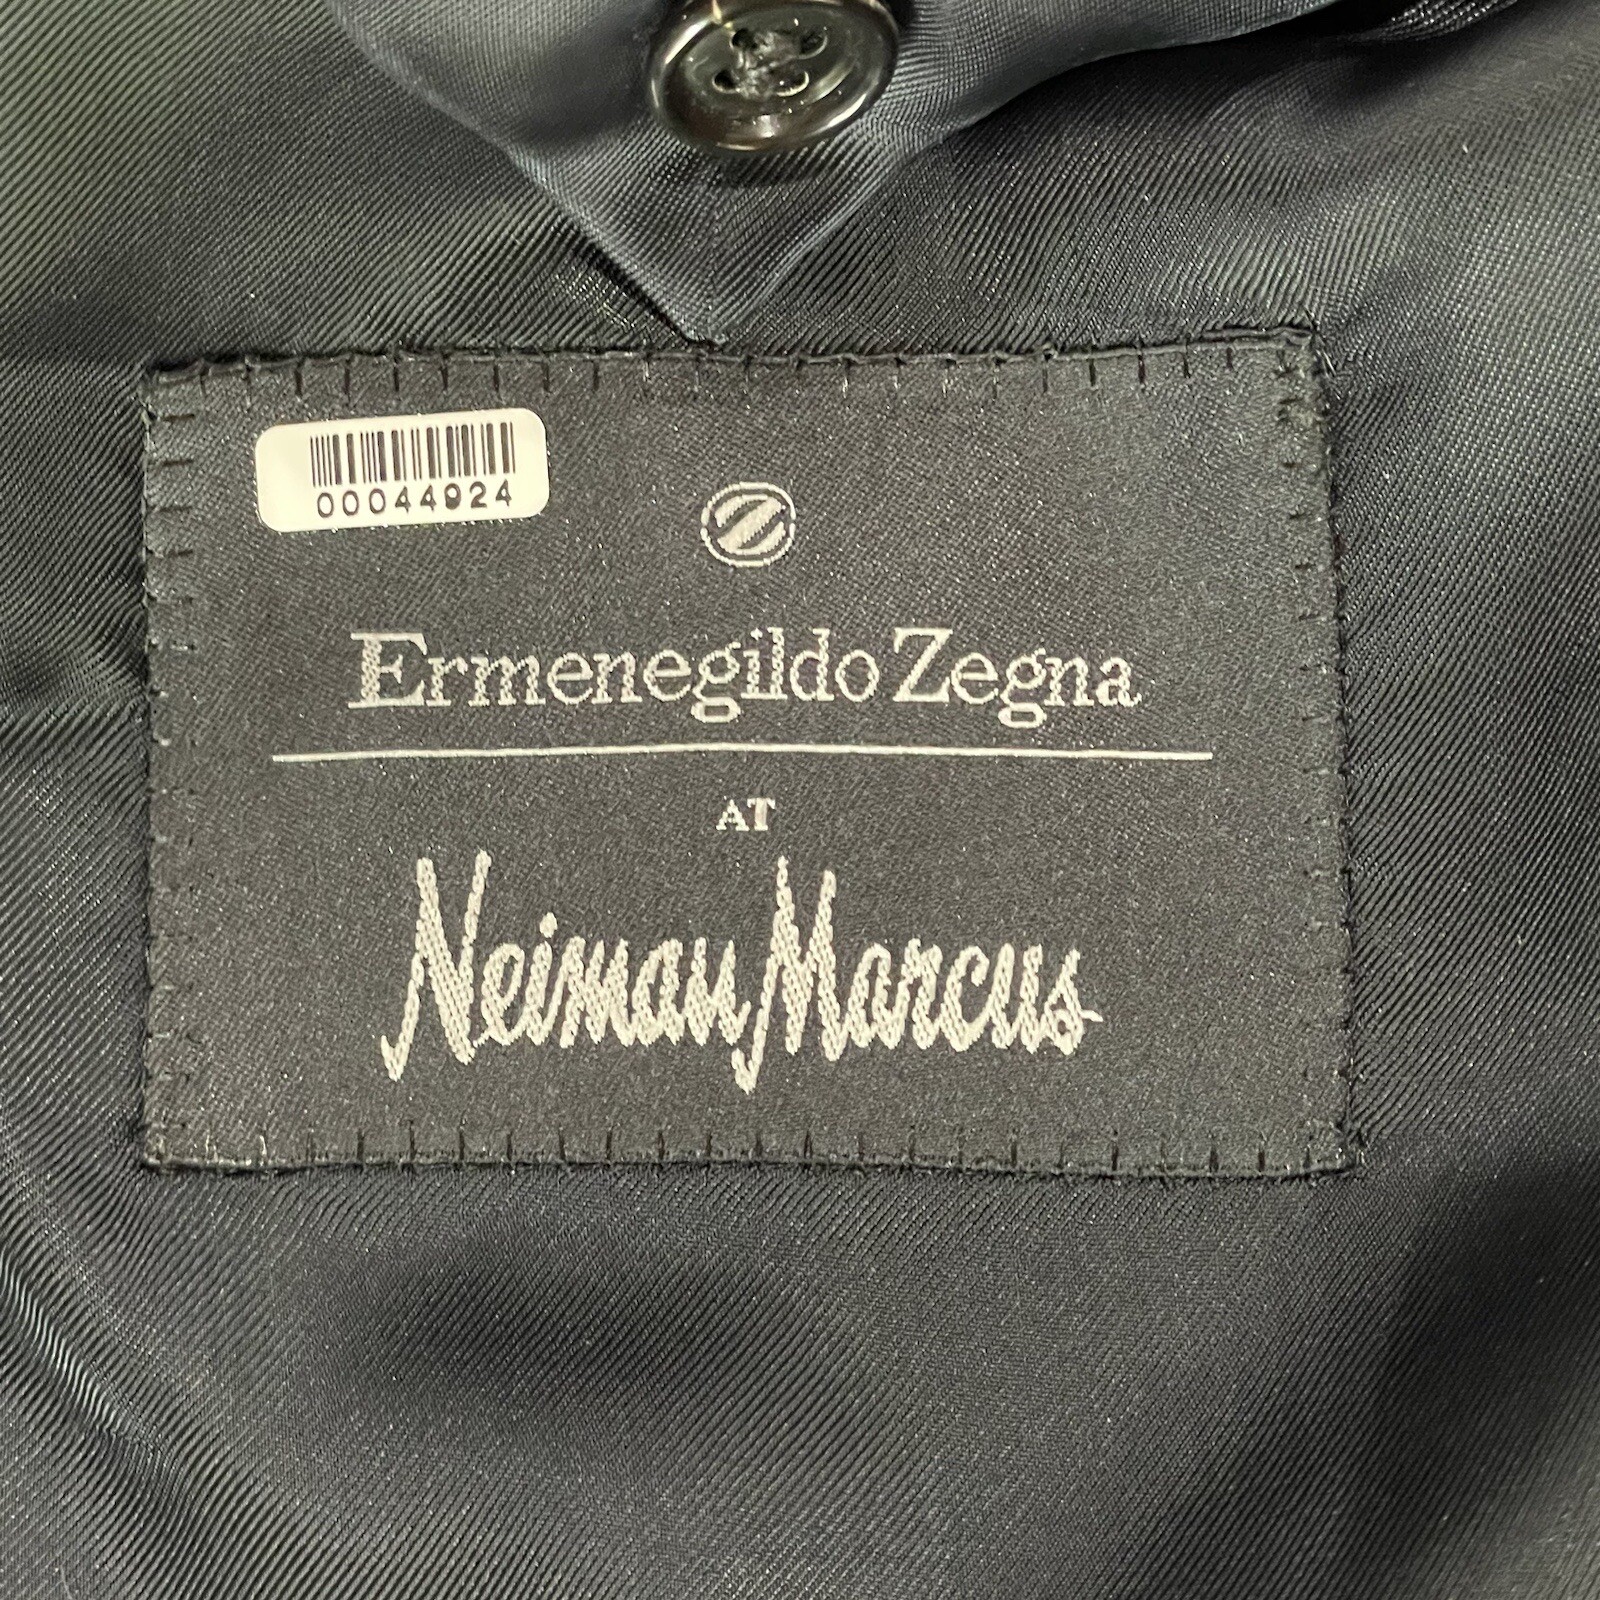 00044924
Z
Ermenegildo Zegna
AT
Neiman Marcus